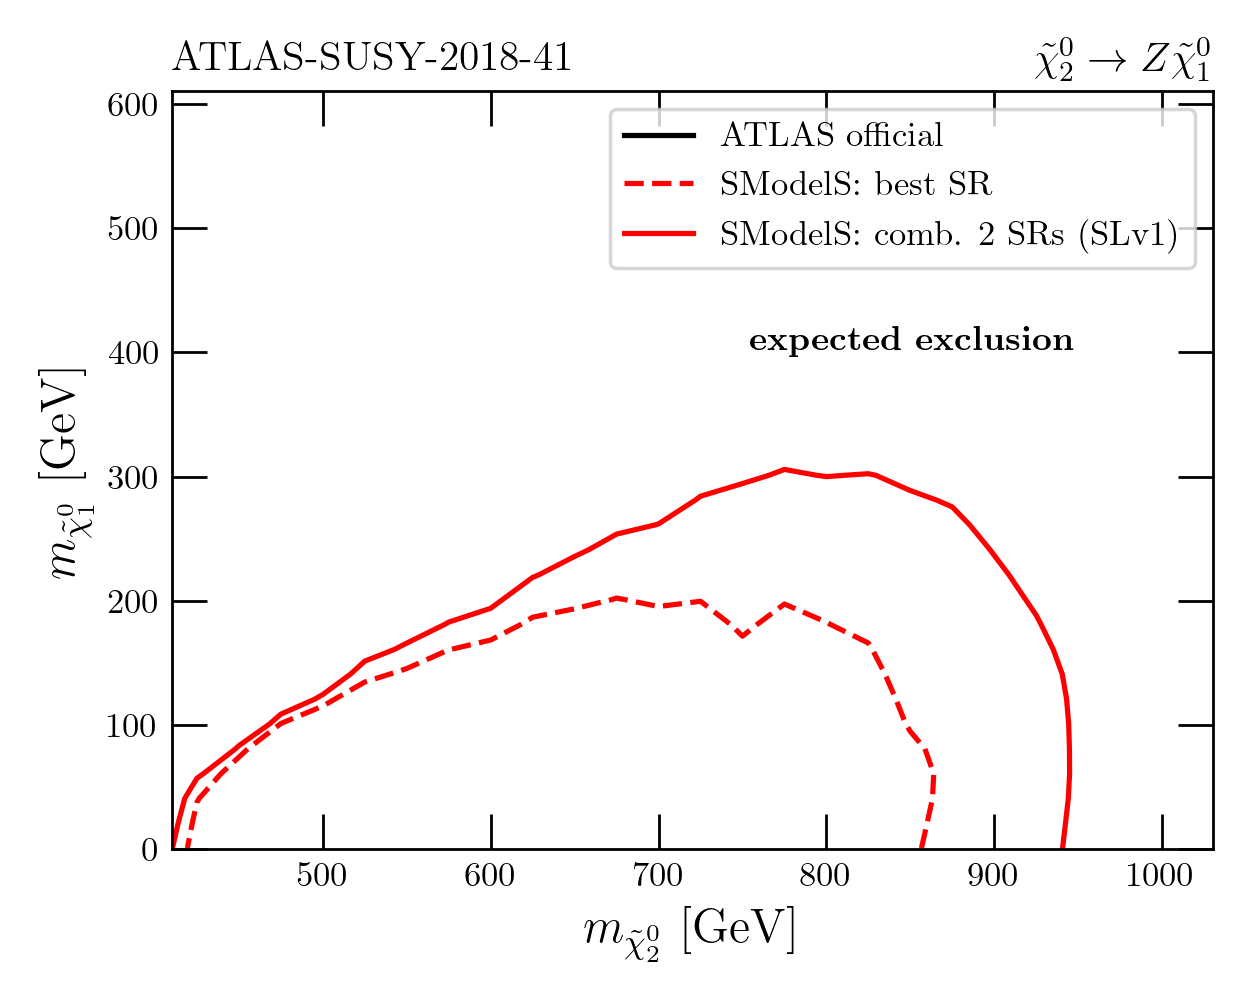 ATLAS-SUSY-2018-41
χ̃⁰₂ → Zχ̃⁰₁
600
500
400
300
200
100
0
ATLAS official
SModelS: best SR
SModelS: comb. 2 SRs (SLv1)
expected exclusion
m_χ̃⁰₁ [GeV]
500 600 700 800 900 1000
m_χ̃⁰₂ [GeV]